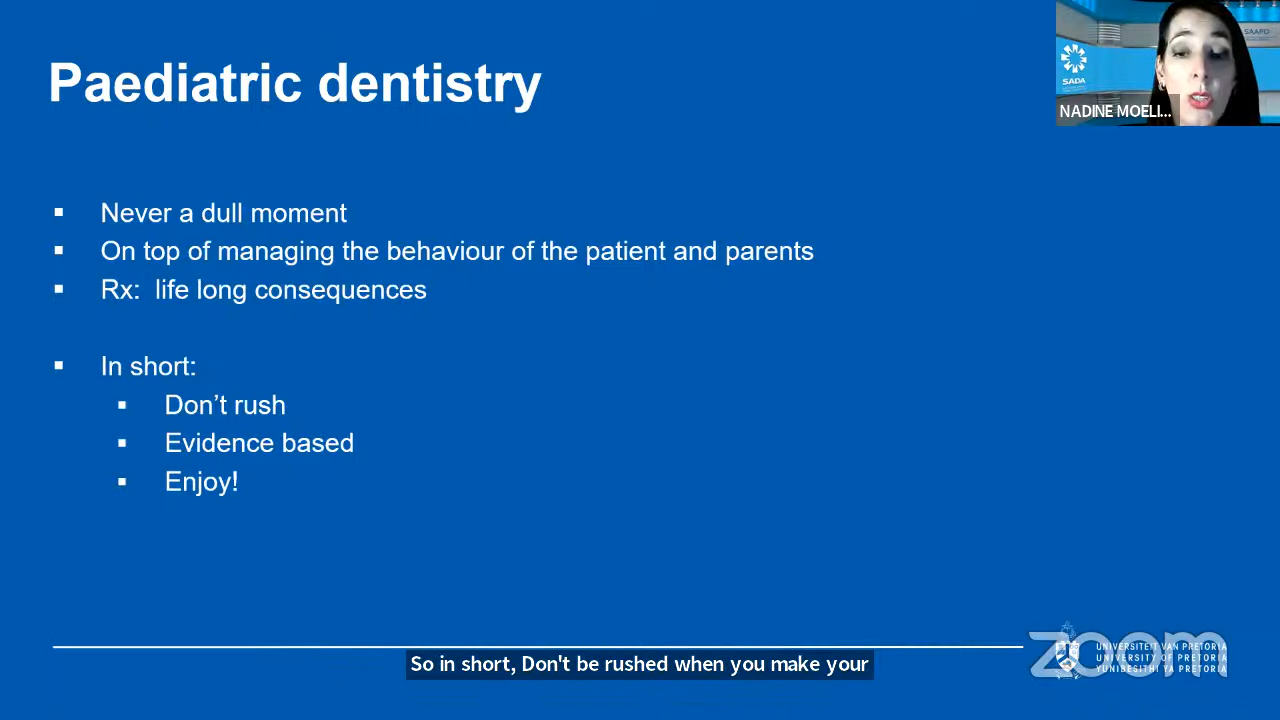 Paediatric dentistry
SAAPD
SADA
NADINE MOELI...
▪ Never a dull moment
▪ On top of managing the behaviour of the patient and parents
▪ Rx: life long consequences
▪ In short:
▪ Don’t rush
▪ Evidence based
▪ Enjoy!
zoom
UNIVERSITEIT VAN PRETORIA
UNIVERSITY OF PRETORIA
YUNIBESITHI YA PRETORIA
So in short, Don't be rushed when you make your